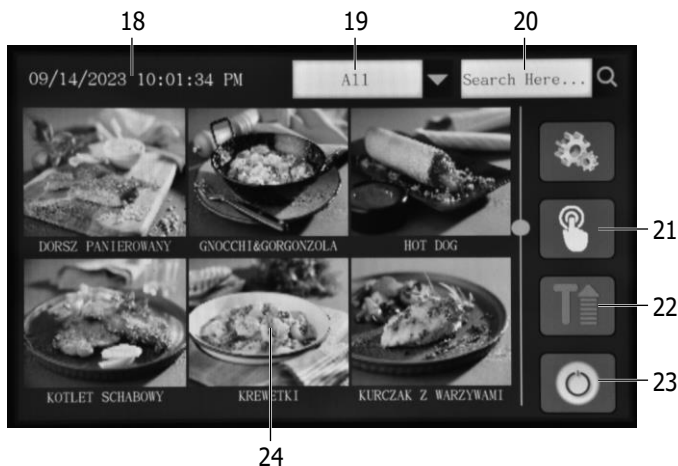 18 19 20
09/14/2023 10:01:34 PM All Search Here...
DORSZ PANIEROWANY GNOCCHI&GORGONZOLA HOT DOG
21
T 22
KOTLET SCHABOWY KREWETKI KURCZAK Z WARZYWAMI
23
24